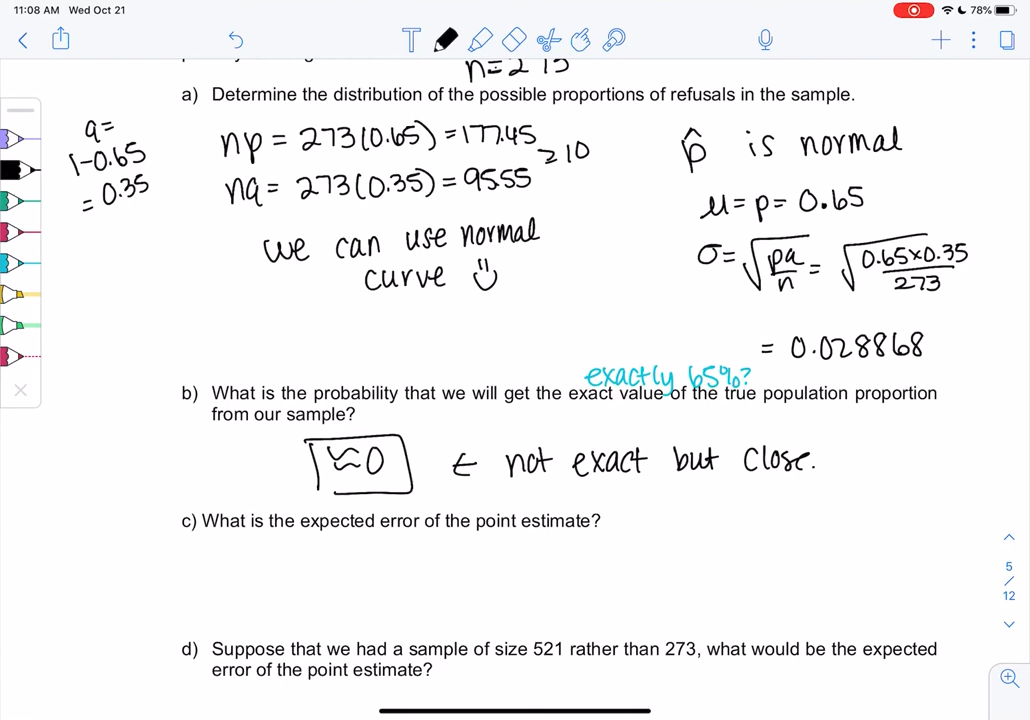 11:08 AM Wed Oct 21
78%
a) Determine the distribution of the possible proportions of refusals in the sample.
q=
1-0.65
= 0.35
np = 273(0.65) = 177.45
≥ 10
nq = 273(0.35) = 95.55
we can use normal
curve
p̂ is normal
μ = p = 0.65
σ = √pq/n = √0.65×0.35/273
= 0.028868
exactly 65%?
b) What is the probability that we will get the exact value of the true population proportion
from our sample?
≈0 ← not exact but close.
c) What is the expected error of the point estimate?
5
/
12
d) Suppose that we had a sample of size 521 rather than 273, what would be the expected
error of the point estimate?